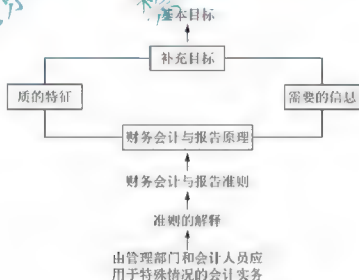 基本目标
补充目标
质的特征
需要的信息
财务会计与报告原理
财务会计与报告准则
准则的解释
由管理部门和会计人员应
用于特殊情况的会计实务